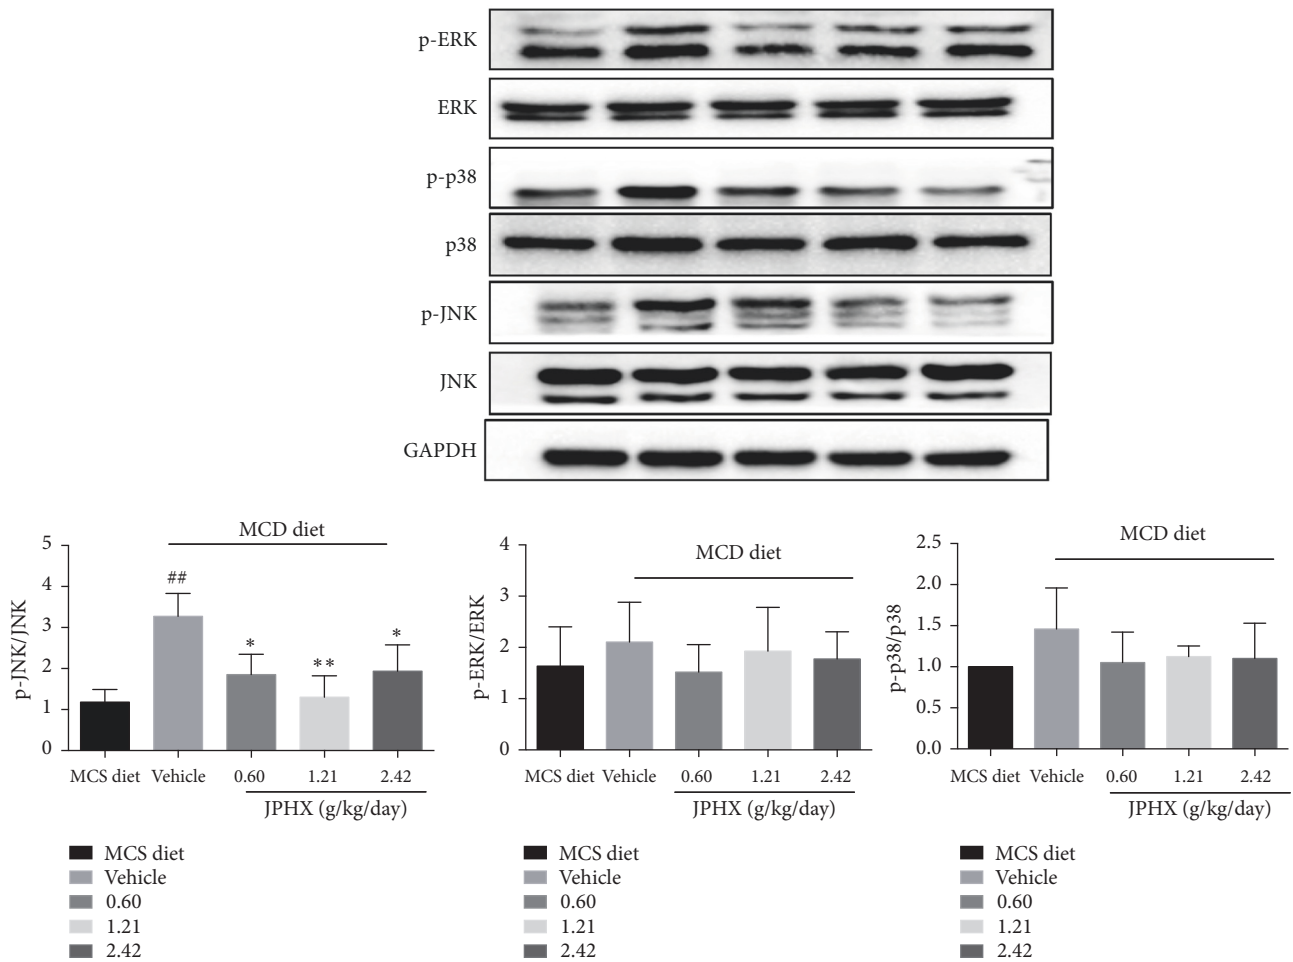 p-ERK
ERK
p-p38
p38
p-JNK
JNK
GAPDH
MCD diet
5
4
3
2
1
0
p-JNK/JNK
##
*
**
*
MCS diet Vehicle 0.60 1.21 2.42
JPHX (g/kg/day)
MCS diet
Vehicle
0.60
1.21
2.42
MCD diet
4
3
2
1
0
p-ERK/ERK
MCS diet Vehicle 0.60 1.21 2.42
JPHX (g/kg/day)
MCS diet
Vehicle
0.60
1.21
2.42
MCD diet
2.5
2.0
1.5
1.0
0.5
0.0
p-p38/p38
MCS diet Vehicle 0.60 1.21 2.42
JPHX (g/kg/day)
MCS diet
Vehicle
0.60
1.21
2.42